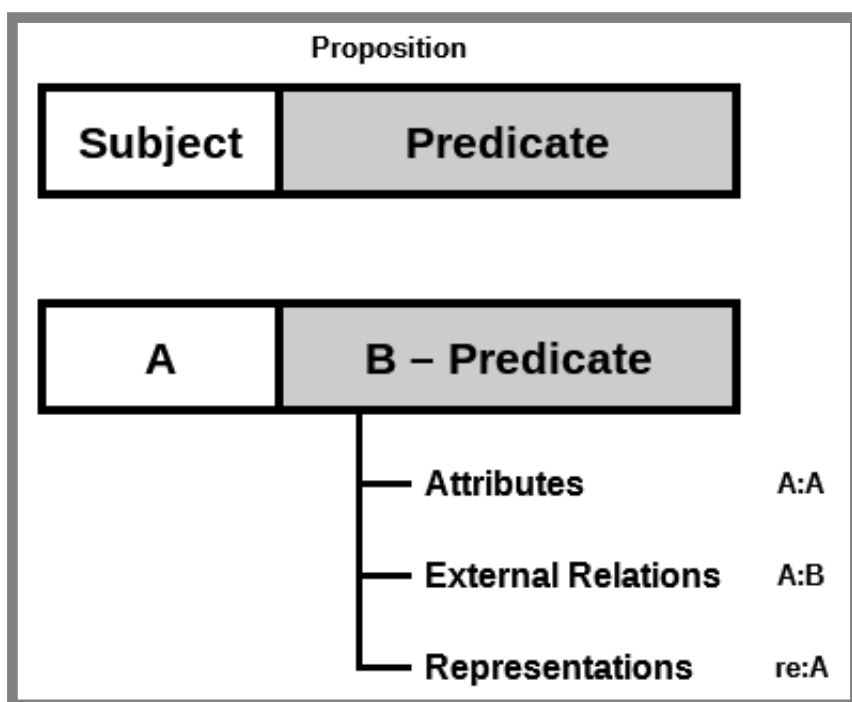 Proposition
Subject Predicate
A B – Predicate
Attributes A:A
External Relations A:B
Representations re:A